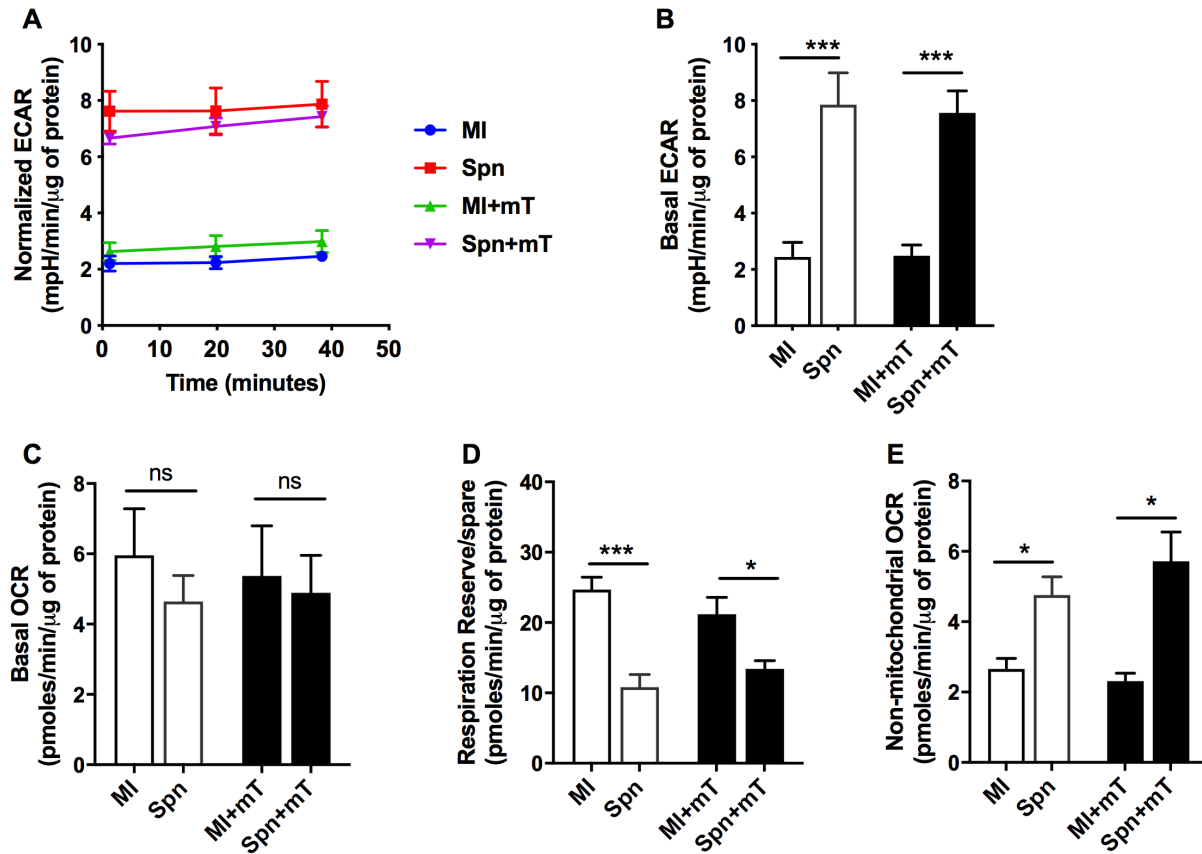 A
Normalized ECAR
(mpH/min/μg of protein)
10
8
6
4
2
0
0 10 20 30 40 50
Time (minutes)
MI
Spn
MI+mT
Spn+mT
B
Basal ECAR
(mpH/min/μg of protein)
10
8
6
4
2
0
*** ***
MI Spn MI+mT Spn+mT
C
Basal OCR
(pmoles/min/μg of protein)
8
6
4
2
0
ns ns
MI Spn MI+mT Spn+mT
D
Respiration Reserve/spare
(pmoles/min/μg of protein)
40
30
20
10
0
*** *
MI Spn MI+mT Spn+mT
E
Non-mitochondrial OCR
(pmoles/min/μg of protein)
8
6
4
2
0
* *
MI Spn MI+mT Spn+mT